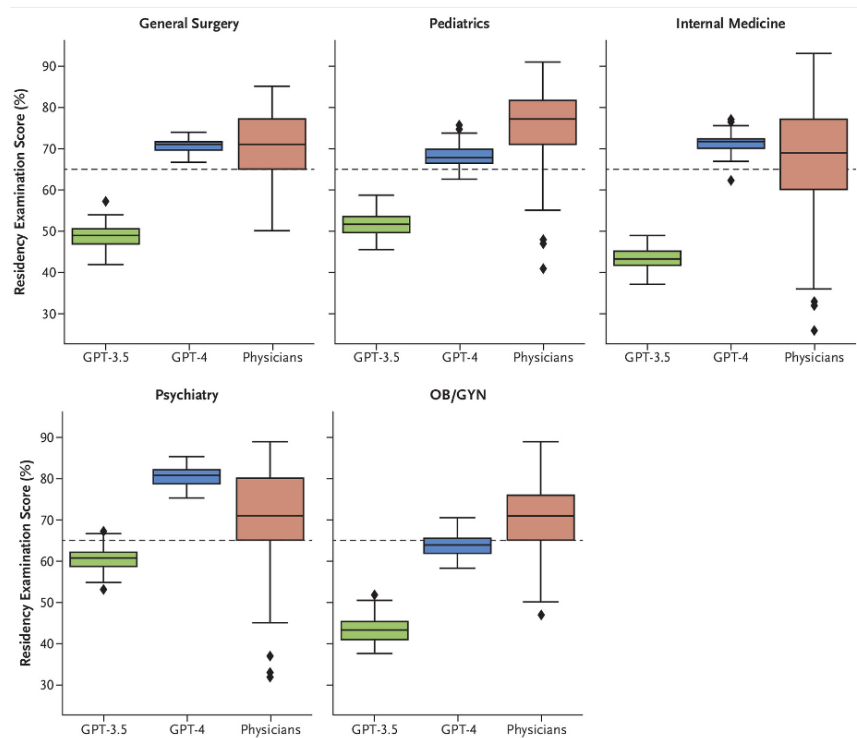 General Surgery
Pediatrics
Internal Medicine
Residency Examination Score (%)
90
80
70
60
50
40
30
GPT-3.5 GPT-4 Physicians
GPT-3.5 GPT-4 Physicians
GPT-3.5 GPT-4 Physicians
Psychiatry
OB/GYN
Residency Examination Score (%)
90
80
70
60
50
40
30
GPT-3.5 GPT-4 Physicians
GPT-3.5 GPT-4 Physicians